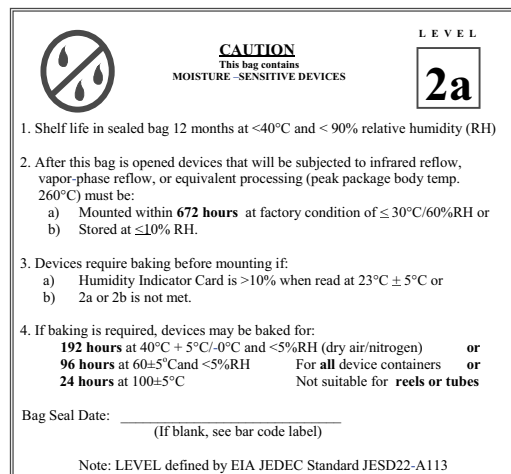 LEVEL
CAUTION
This bag contains
MOISTURE –SENSITIVE DEVICES
2a
1. Shelf life in sealed bag 12 months at <40°C and < 90% relative humidity (RH)
2. After this bag is opened devices that will be subjected to infrared reflow,
vapor-phase reflow, or equivalent processing (peak package body temp.
260°C) must be:
a) Mounted within 672 hours at factory condition of ≤ 30°C/60%RH or
b) Stored at ≤10% RH.
3. Devices require baking before mounting if:
a) Humidity Indicator Card is >10% when read at 23°C ± 5°C or
b) 2a or 2b is not met.
4. If baking is required, devices may be baked for:
192 hours at 40°C + 5°C/-0°C and <5%RH (dry air/nitrogen) or
96 hours at 60±5°Cand <5%RH For all device containers or
24 hours at 100±5°C Not suitable for reels or tubes
Bag Seal Date: ______________________________
(If blank, see bar code label)
Note: LEVEL defined by EIA JEDEC Standard JESD22-A113